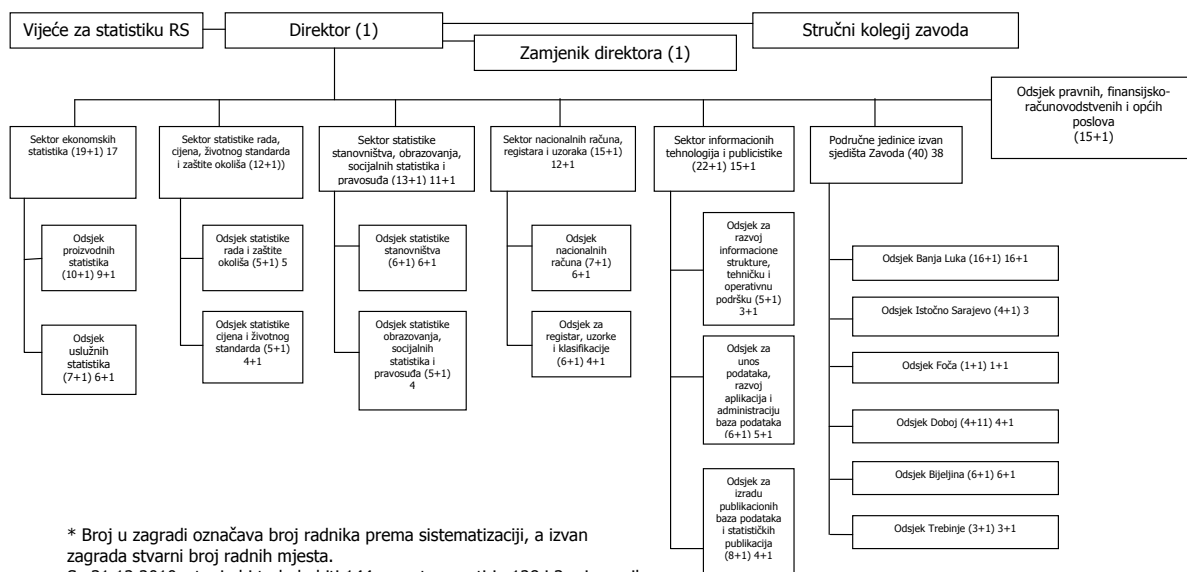 Vijeće za statistiku RS
Direktor (1)
Stručni kolegij zavoda
Zamjenik direktora (1)
Odsjek pravnih, finansijsko-
računovodstvenih i općih
poslova
(15+1)
Sektor ekonomskih
statistika (19+1) 17
Sektor statistike rada,
cijena, životnog standarda
i zaštite okoliša (12+1))
Sektor statistike
stanovništva, obrazovanja,
socijalnih statistika i
pravosuđa (13+1) 11+1
Sektor nacionalnih računa,
registara i uzoraka (15+1)
12+1
Sektor informacionih
tehnologija i publicistike
(22+1) 15+1
Područne jedinice izvan
sjedišta Zavoda (40) 38
Odsjek
proizvodnih
statistika
(10+1) 9+1
Odsjek
uslužnih
statistika
(7+1) 6+1
Odsjek statistike
rada i zaštite
okoliša (5+1) 5
Odsjek statistike
cijena i životnog
standarda (5+1)
4+1
Odsjek statistike
stanovništva
(6+1) 6+1
Odsjek statistike
obrazovanja,
socijalnih
statistika i
pravosuđa (5+1)
4
Odsjek
nacionalnih
računa (7+1)
6+1
Odsjek za
registar, uzorke
i klasifikacije
(6+1) 4+1
Odsjek za
razvoj
informacione
strukture,
tehničku i
operativnu
podršku (5+1)
3+1
Odsjek za
unos
podataka,
razvoj
aplikacija i
administraciju
baza podataka
(6+1) 5+1
Odsjek za
izradu
publikacionih
baza podataka
i statističkih
publikacija
(8+1) 4+1
Odsjek Banja Luka (16+1) 16+1
Odsjek Istočno Sarajevo (4+1) 3
Odsjek Foča (1+1) 1+1
Odsjek Doboj (4+11) 4+1
Odsjek Bijeljina (6+1) 6+1
Odsjek Trebinje (3+1) 3+1
* Broj u zagradi označava broj radnika prema sistematizaciji, a izvan
zagrada stvarni broj radnih mjesta.